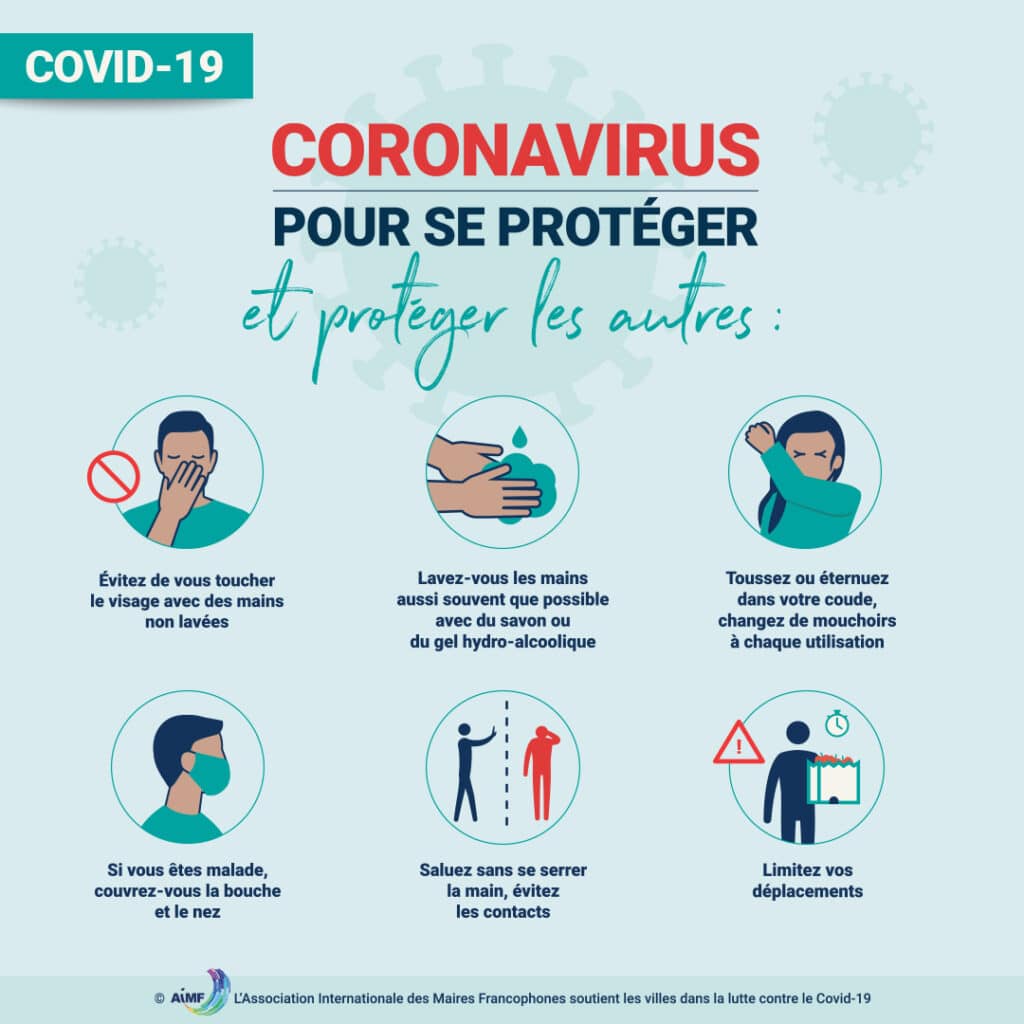 COVID-19
CORONAVIRUS
POUR SE PROTÉGER
et protéger les autres :
Évitez de vous toucher
le visage avec des mains
non lavées
Lavez-vous les mains
aussi souvent que possible
avec du savon ou
du gel hydro-alcoolique
Toussez ou éternuez
dans votre coude,
changez de mouchoirs
à chaque utilisation
Si vous êtes malade,
couvrez-vous la bouche
et le nez
Saluez sans se serrer
la main, évitez
les contacts
!
Limitez vos
déplacements
© AIMF L'Association Internationale des Maires Francophones soutient les villes dans la lutte contre le Covid-19